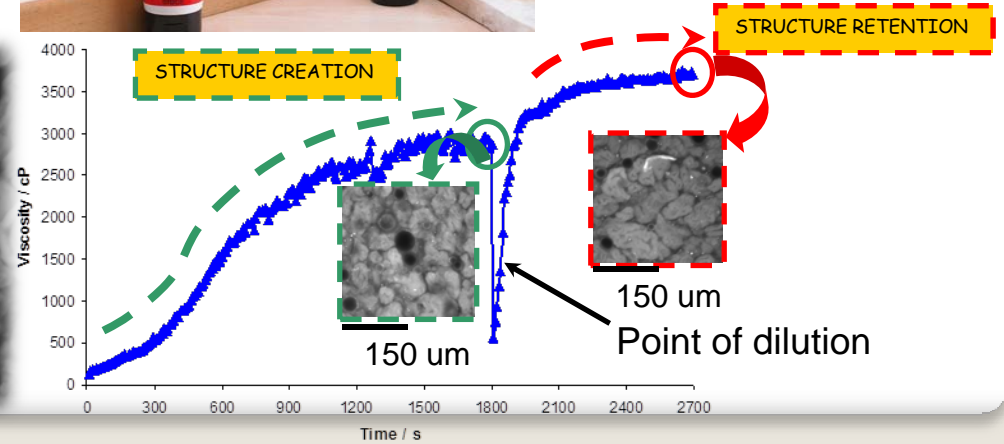 STRUCTURE RETENTION
STRUCTURE CREATION
4000
3500
3000
2500
2000
1500
1000
500
0
Viscosity / cP
150 um
150 um
Point of dilution
0 300 600 900 1200 1500 1800 2100 2400 2700
Time / s